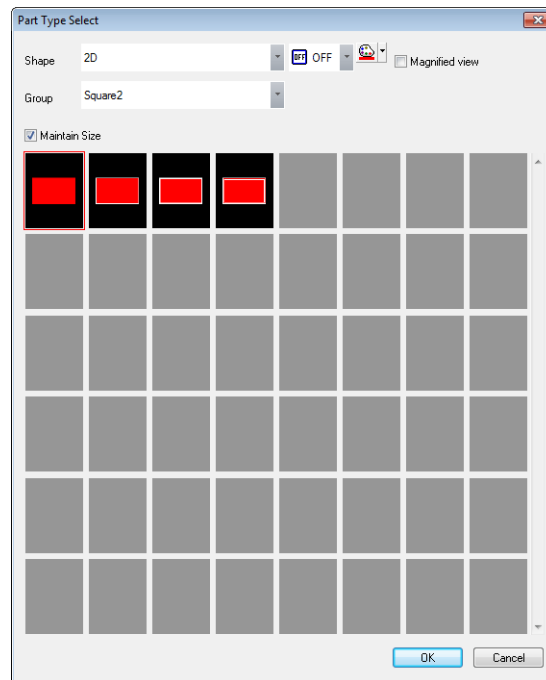 Part Type Select
Shape 2D OFF OFF Magnified view
Group Square2
Maintain Size
OK Cancel